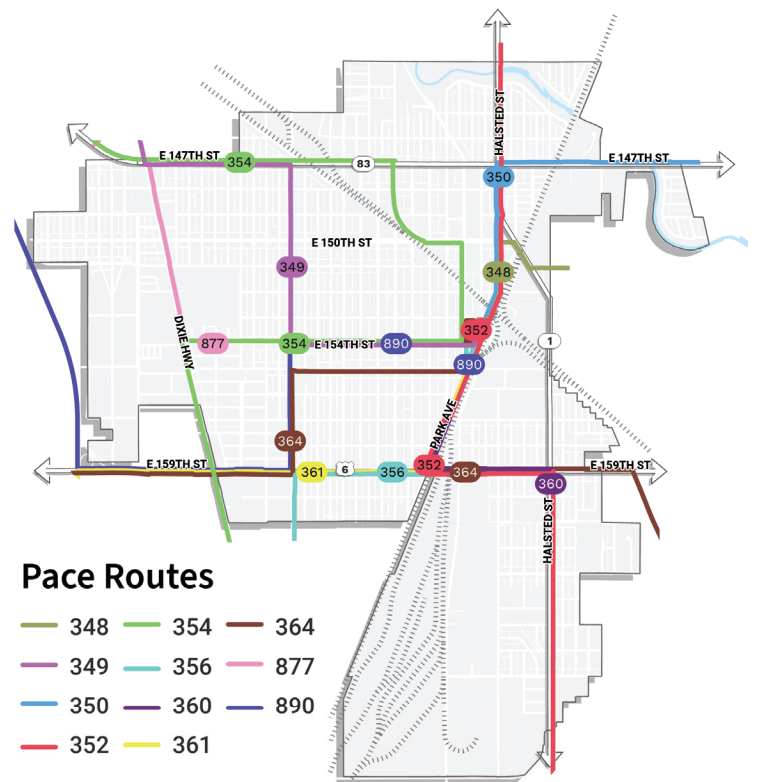 HALSTED ST
E 147TH ST
354
83
E 147TH ST
350
E 150TH ST
349
348
DIXIE HWY
877
354
E 154TH ST
890
352
1
890
PARK AVE
364
E 159TH ST
361
6
356
352
364
E 159TH ST
360
HALSTED ST
Pace Routes
348
354
364
349
356
877
350
360
890
352
361